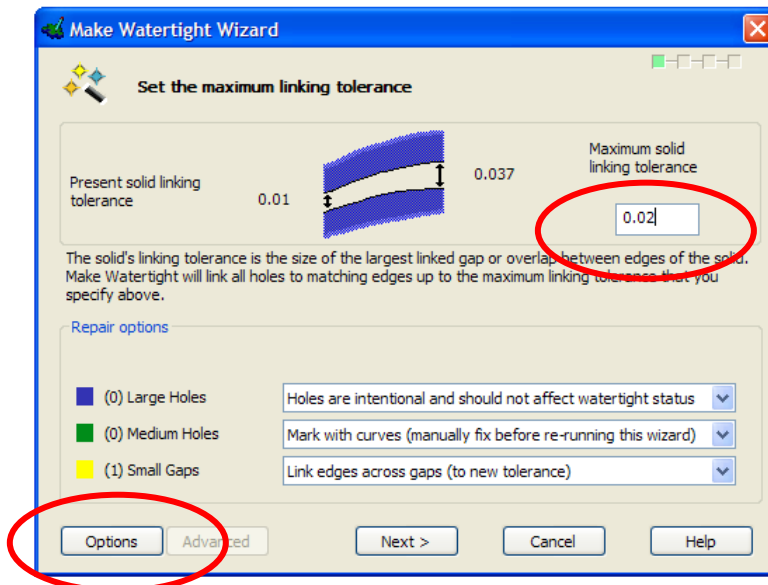 Make Watertight Wizard
Set the maximum linking tolerance
Present solid linking
tolerance
0.01
0.037
Maximum solid
linking tolerance
0.02
The solid's linking tolerance is the size of the largest linked gap or overlap between edges of the solid.
Make Watertight will link all holes to matching edges up to the maximum linking tolerance that you
specify above.
Repair options
(0) Large Holes
Holes are intentional and should not affect watertight status
(0) Medium Holes
Mark with curves (manually fix before re-running this wizard)
(1) Small Gaps
Link edges across gaps (to new tolerance)
Options
Advanced
Next >
Cancel
Help